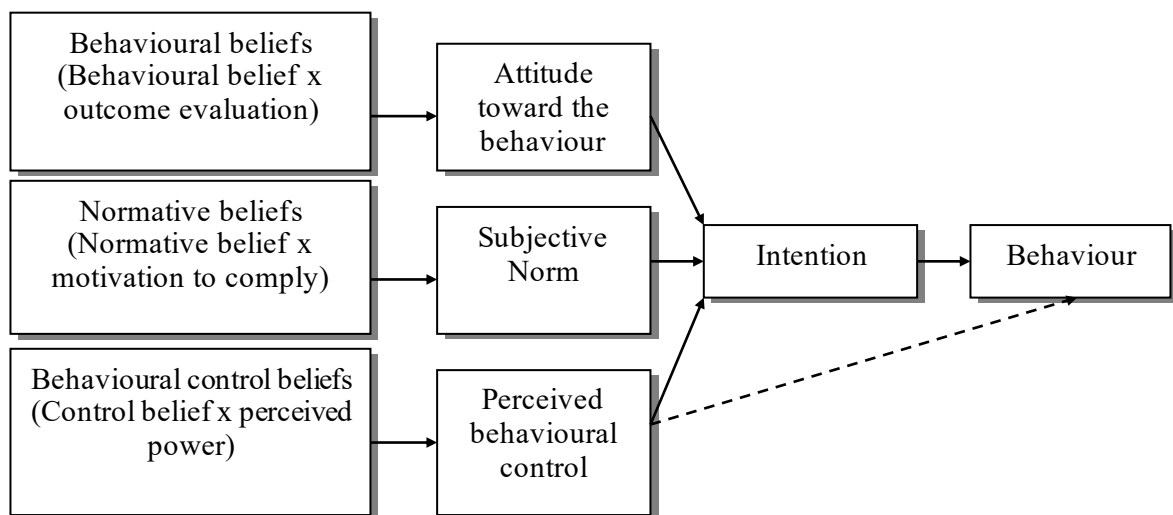 Behavioural beliefs
(Behavioural belief x
outcome evaluation)
Attitude
toward the
behaviour
Normative beliefs
(Normative belief x
motivation to comply)
Subjective
Norm
Intention
Behaviour
Behavioural control beliefs
(Control belief x perceived
power)
Perceived
behavioural
control